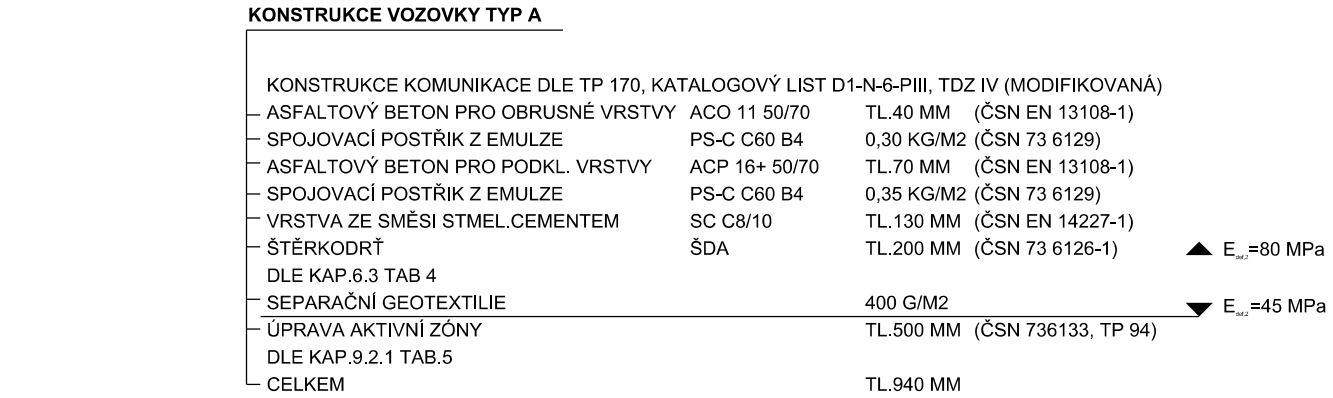 KONSTRUKCE VOZOVKY TYP A
KONSTRUKCE KOMUNIKACE DLE TP 170, KATALOGOVÝ LIST D1-N-6-PIII, TDZ IV (MODIFIKOVANÁ)
ASFALTOVÝ BETON PRO OBRUSNÉ VRSTVY ACO 11 50/70 TL.40 MM (ČSN EN 13108-1)
SPOJOVACÍ POSTŘIK Z EMULZE PS-C C60 B4 0,30 KG/M2 (ČSN 73 6129)
ASFALTOVÝ BETON PRO PODKL. VRSTVY ACP 16+ 50/70 TL.70 MM (ČSN EN 13108-1)
SPOJOVACÍ POSTŘIK Z EMULZE PS-C C60 B4 0,35 KG/M2 (ČSN 73 6129)
VRSTVA ZE SMĚSI STMEL.CEMENTEM SC C8/10 TL.130 MM (ČSN EN 14227-1)
ŠTĚRKODRŤ ŠDA TL.200 MM (ČSN 73 6126-1) Edef,2=80 MPa
DLE KAP.6.3 TAB 4
SEPARAČNÍ GEOTEXTILIE 400 G/M2 Edef,2=45 MPa
ÚPRAVA AKTIVNÍ ZÓNY TL.500 MM (ČSN 736133, TP 94)
DLE KAP.9.2.1 TAB.5
CELKEM TL.940 MM